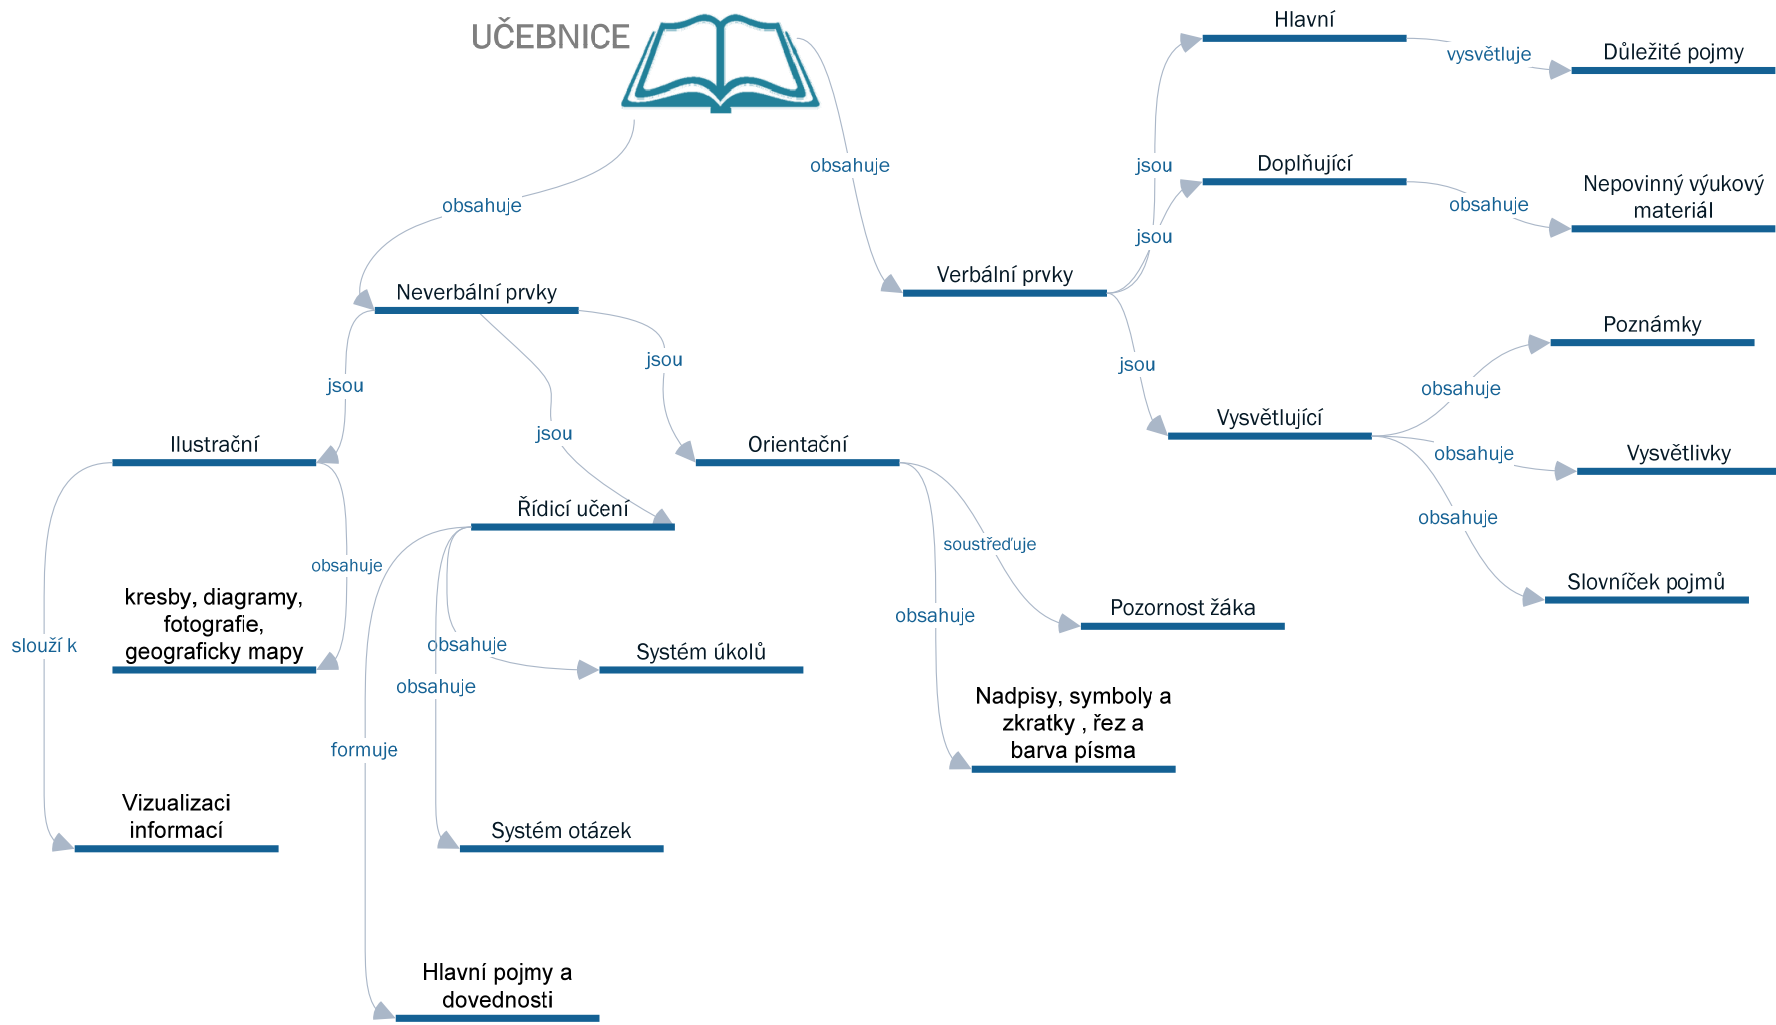 UČEBNICE
obsahuje
obsahuje
Neverbální prvky
jsou
jsou
jsou
Ilustrační
obsahuje
kresby, diagramy,
fotografie,
geograficky mapy
slouží k
Vizualizaci
informací
Řídicí učení
obsahuje
Systém úkolů
obsahuje
Systém otázek
formuje
Hlavní pojmy a
dovednosti
Orientační
soustřeďuje
Pozornost žáka
obsahuje
Nadpisy, symboly a
zkratky , řez a
barva písma
Verbální prvky
jsou
jsou
jsou
Hlavní
vysvětluje
Důležité pojmy
Doplňující
obsahuje
Nepovinný výukový
materiál
Vysvětlující
obsahuje
Poznámky
obsahuje
Vysvětlivky
obsahuje
Slovníček pojmů